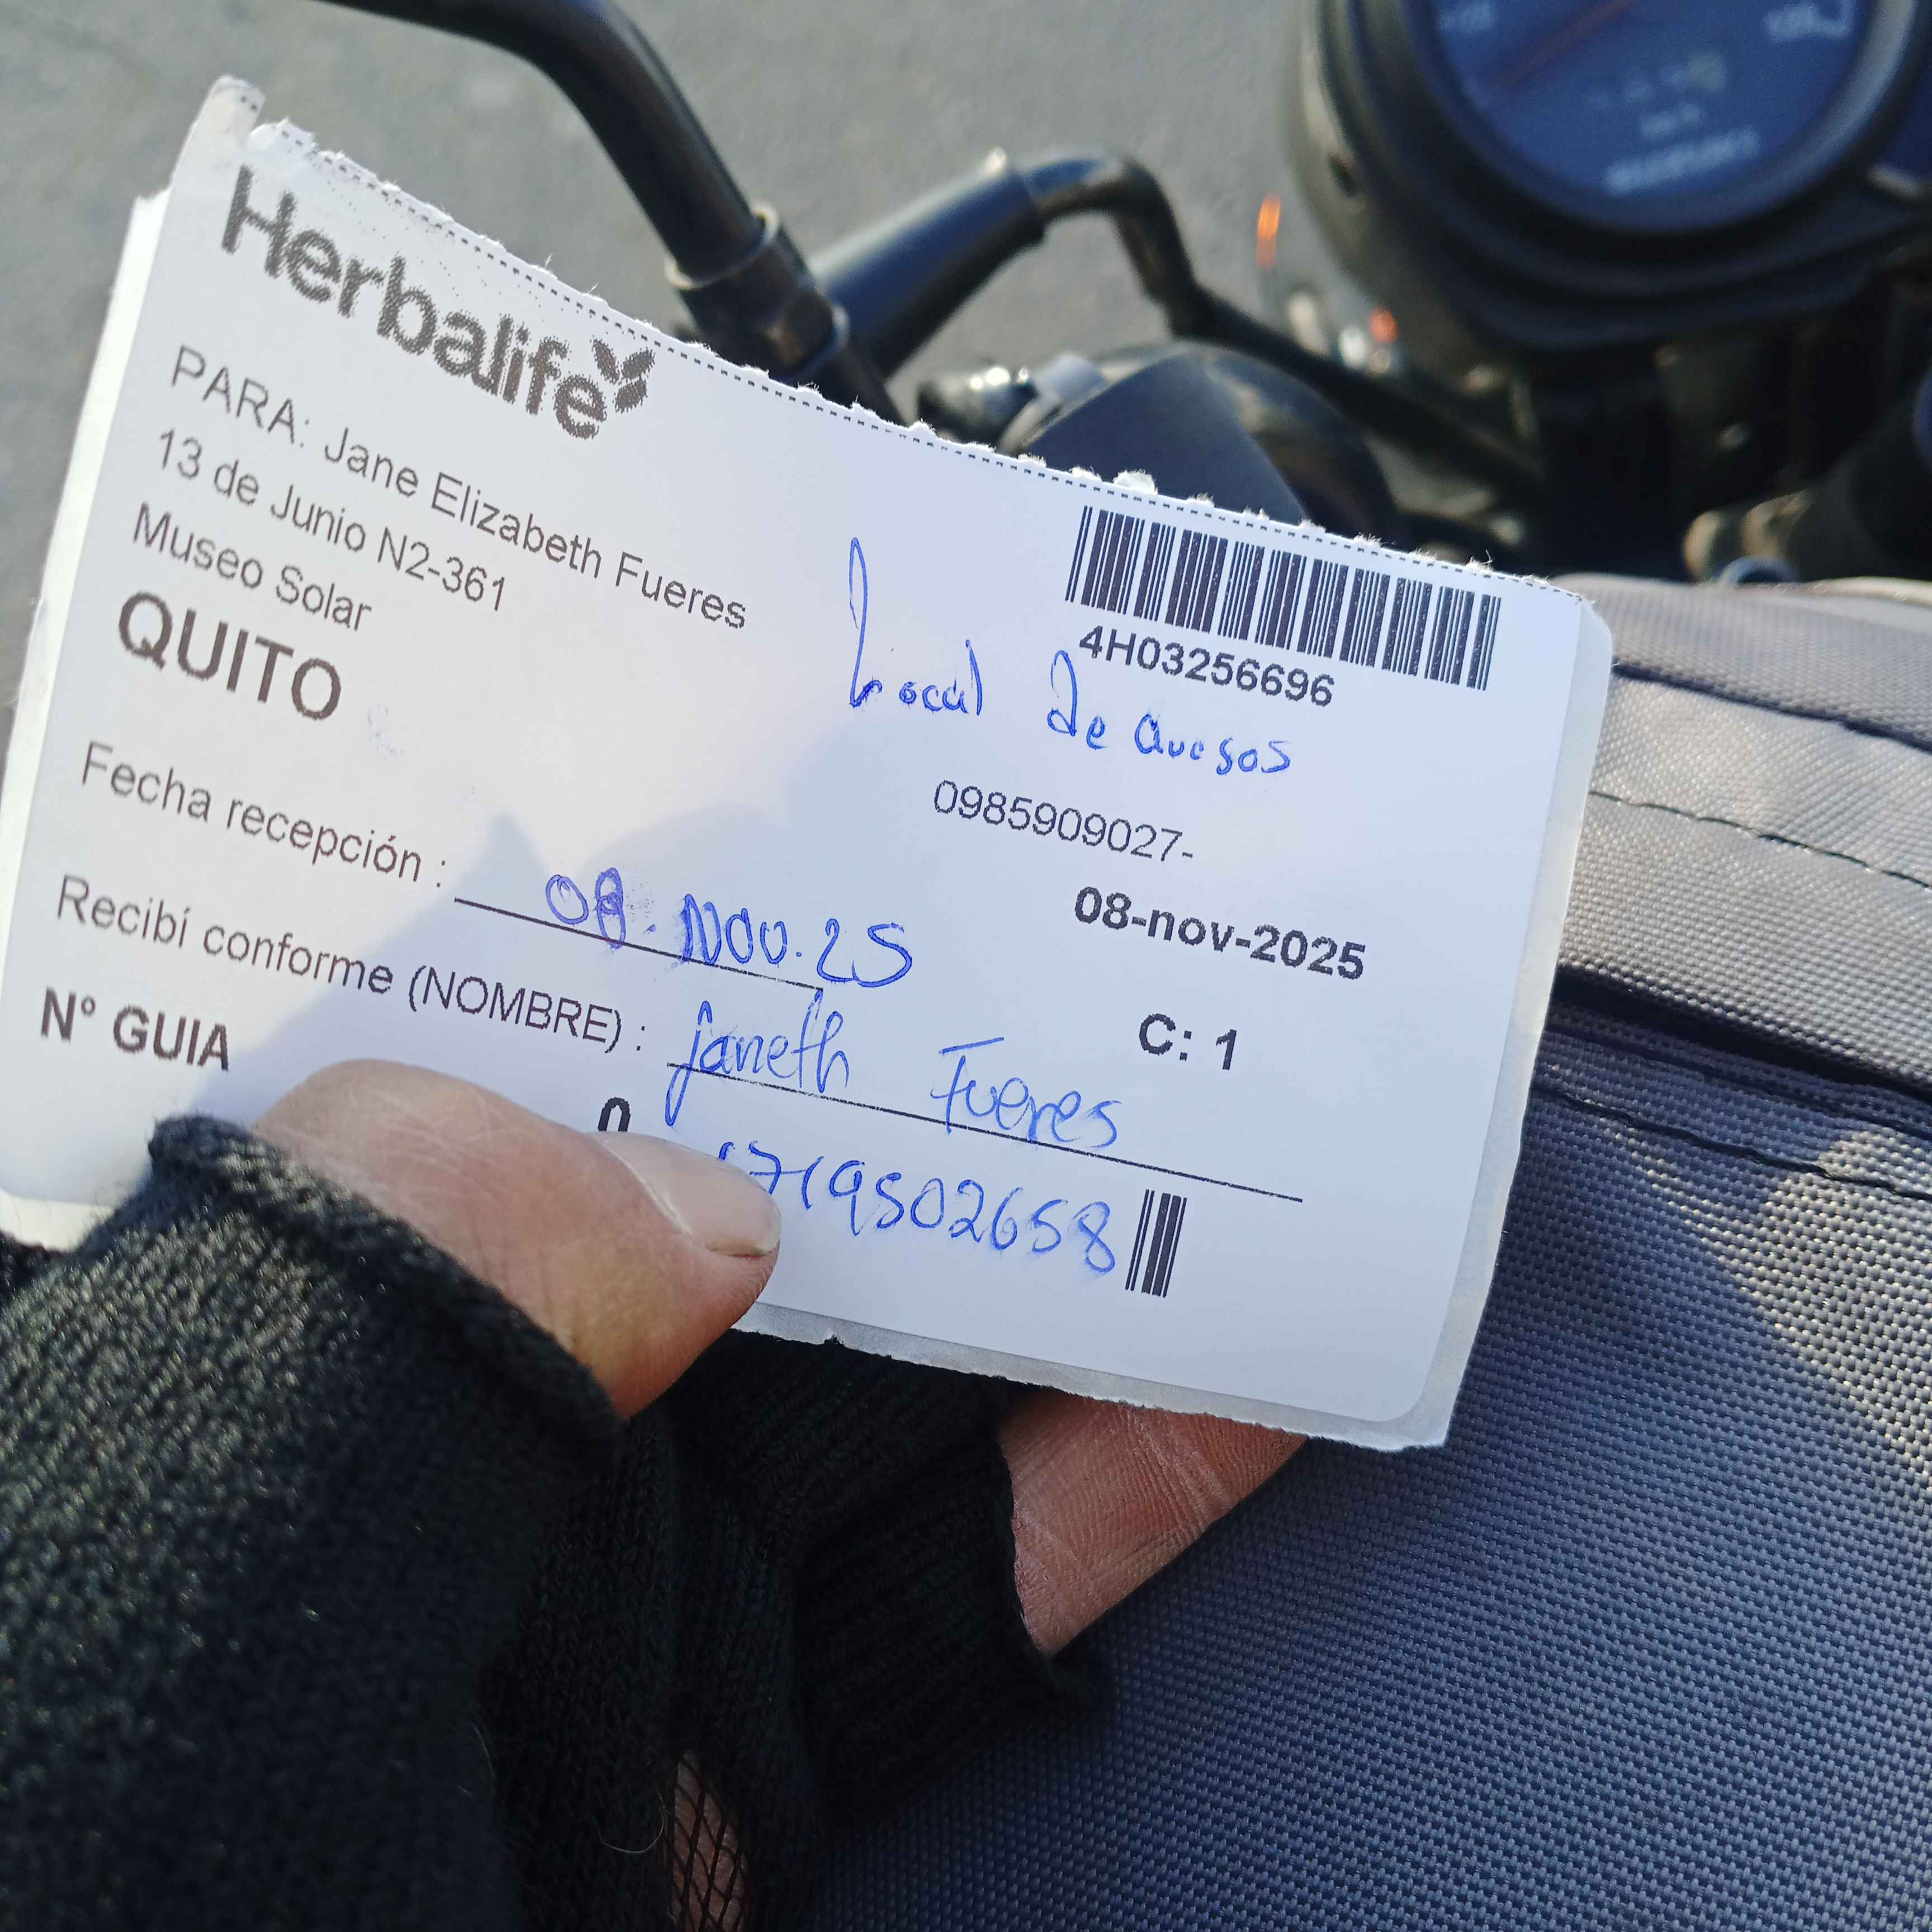 Herbalife
PARA: Jane Elizabeth Fueres
13 de Junio N2-361
Museo Solar
QUITO
4H03256696
Local De Quesos
0985909027-
08-nov-2025
Fecha recepción : 08. Nov. 25
C: 1
Recibí conforme (NOMBRE) : Janeth Fueres
N° GUIA
0
1719502658